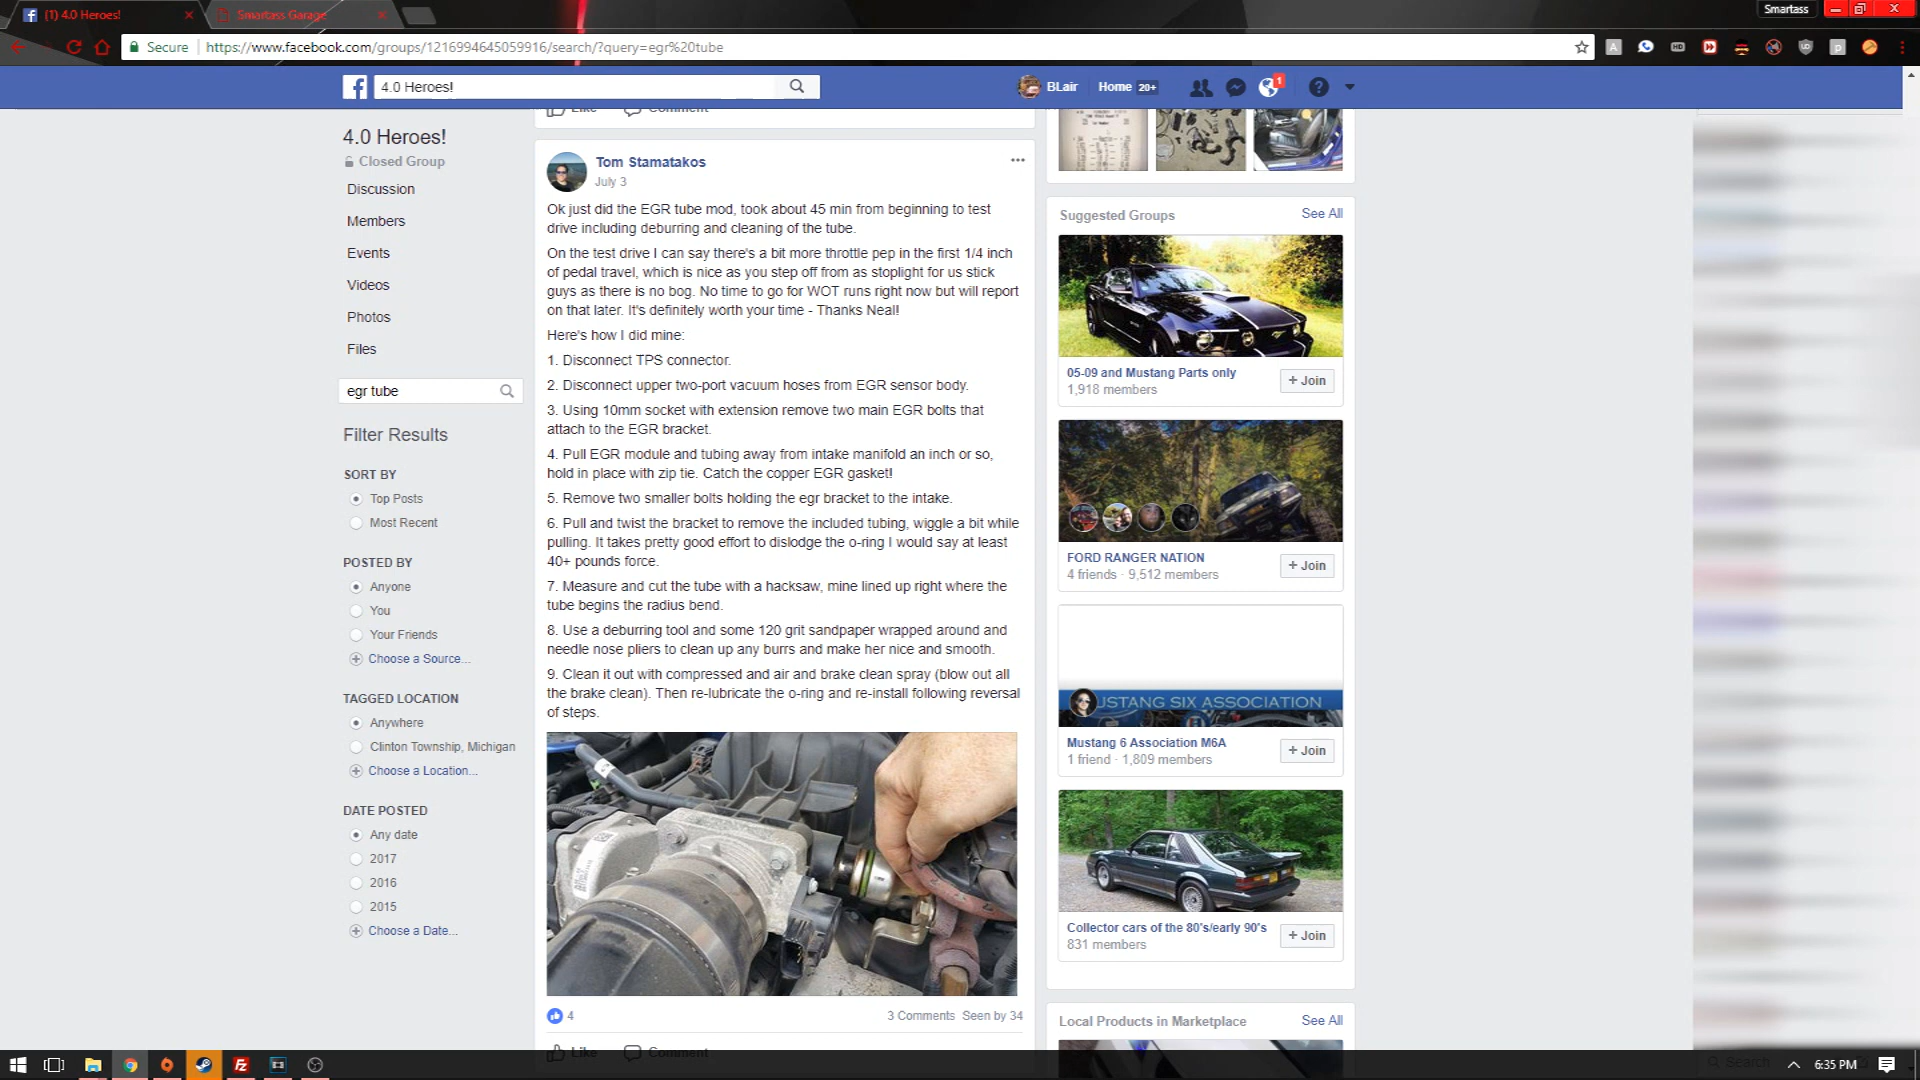 (1) 4.0 Heroes!
Smartass Garage
Smartass
Secure
https://www.facebook.com/groups/1216994645059916/search/?query=egr%20tube
4.0 Heroes!
BLair
Home 20+
1
Like
Comment
4.0 Heroes!
Closed Group
Discussion
Members
Events
Videos
Photos
Files
egr tube
Filter Results
SORT BY
Top Posts
Most Recent
POSTED BY
Anyone
You
Your Friends
Choose a Source...
TAGGED LOCATION
Anywhere
Clinton Township, Michigan
Choose a Location...
DATE POSTED
Any date
2017
2016
2015
Choose a Date...
Tom Stamatakos
July 3
Ok just did the EGR tube mod, took about 45 min from beginning to test
drive including deburring and cleaning of the tube.
On the test drive I can say there's a bit more throttle pep in the first 1/4 inch
of pedal travel, which is nice as you step off from as stoplight for us stick
guys as there is no bog. No time to go for WOT runs right now but will report
on that later. It's definitely worth your time - Thanks Neal!
Here's how I did mine:
1. Disconnect TPS connector.
2. Disconnect upper two-port vacuum hoses from EGR sensor body.
3. Using 10mm socket with extension remove two main EGR bolts that
attach to the EGR bracket.
4. Pull EGR module and tubing away from intake manifold an inch or so,
hold in place with zip tie. Catch the copper EGR gasket!
5. Remove two smaller bolts holding the egr bracket to the intake.
6. Pull and twist the bracket to remove the included tubing, wiggle a bit while
pulling. It takes pretty good effort to dislodge the o-ring I would say at least
40+ pounds force.
7. Measure and cut the tube with a hacksaw, mine lined up right where the
tube begins the radius bend.
8. Use a deburring tool and some 120 grit sandpaper wrapped around and
needle nose pliers to clean up any burrs and make her nice and smooth.
9. Clean it out with compressed and air and brake clean spray (blow out all
the brake clean). Then re-lubricate the o-ring and re-install following reversal
of steps.
4
3 Comments Seen by 34
Like
Comment
Suggested Groups
See All
05-09 and Mustang Parts only
1,918 members
+ Join
FORD RANGER NATION
4 friends · 9,512 members
+ Join
USTANG SIX ASSOCIATION
Mustang 6 Association M6A
1 friend · 1,809 members
+ Join
Collector cars of the 80's/early 90's
831 members
+ Join
Local Products in Marketplace
See All
Search
6:35 PM